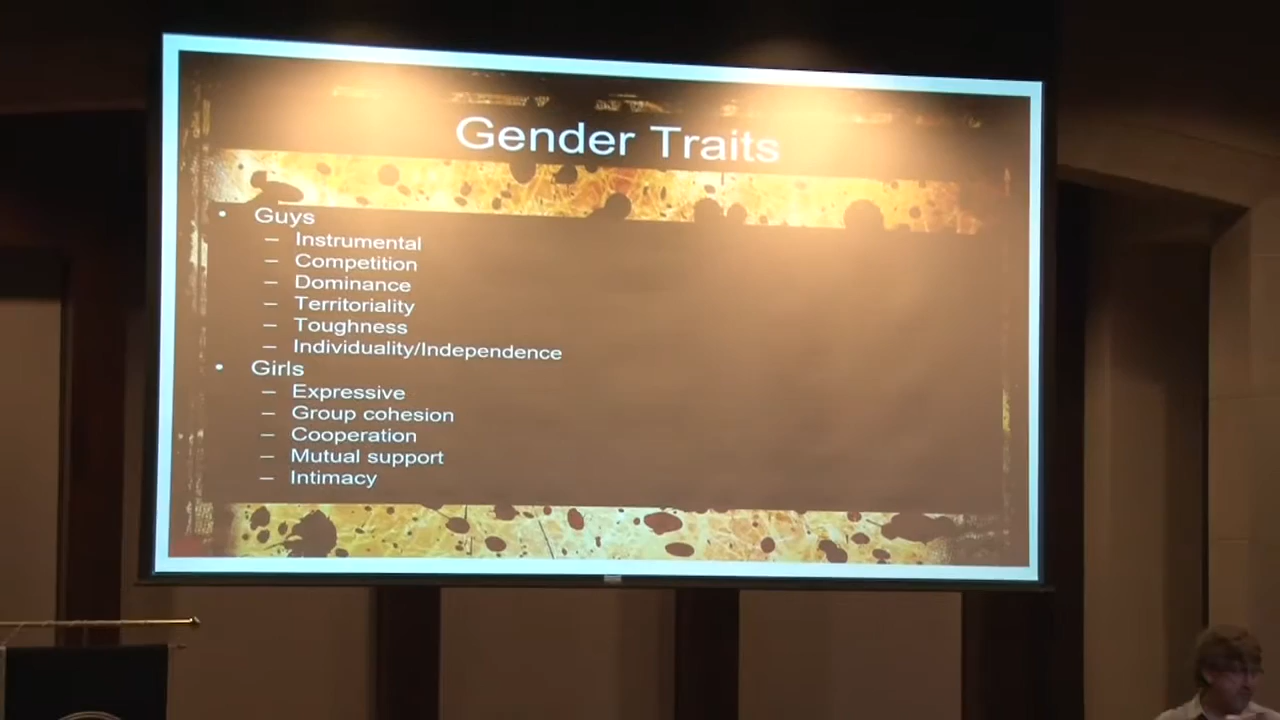 Gender Traits
• Guys
– Instrumental
– Competition
– Dominance
– Territoriality
– Toughness
– Individuality/Independence
• Girls
– Expressive
– Group cohesion
– Cooperation
– Mutual support
– Intimacy